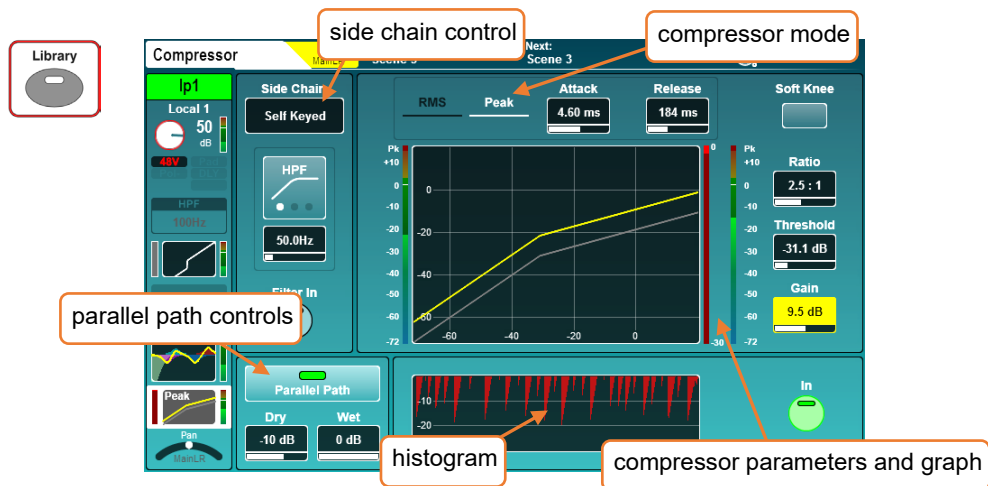 side chain control
compressor mode
Library
Compressor
MainLR
Scene 3
Next:
Scene 3
Ip1
Local 1
50
dB
48V
HPF
100Hz
Peak
Pan
MainLR
Side Chain
Self Keyed
HPF
50.0Hz
Filter In
RMS
Peak
Attack
4.60 ms
Release
184 ms
Soft Knee
Pk
+10
0
-10
-20
-30
-40
-50
-60
-72
0
-20
-40
-60
-60
-40
-20
0
0
-30
Pk
+10
0
-10
-20
-30
-40
-50
-60
-72
Ratio
2.5 : 1
Threshold
-31.1 dB
Gain
9.5 dB
parallel path controls
Parallel Path
Dry
Wet
-10 dB
0 dB
-10
-20
histogram
In
compressor parameters and graph